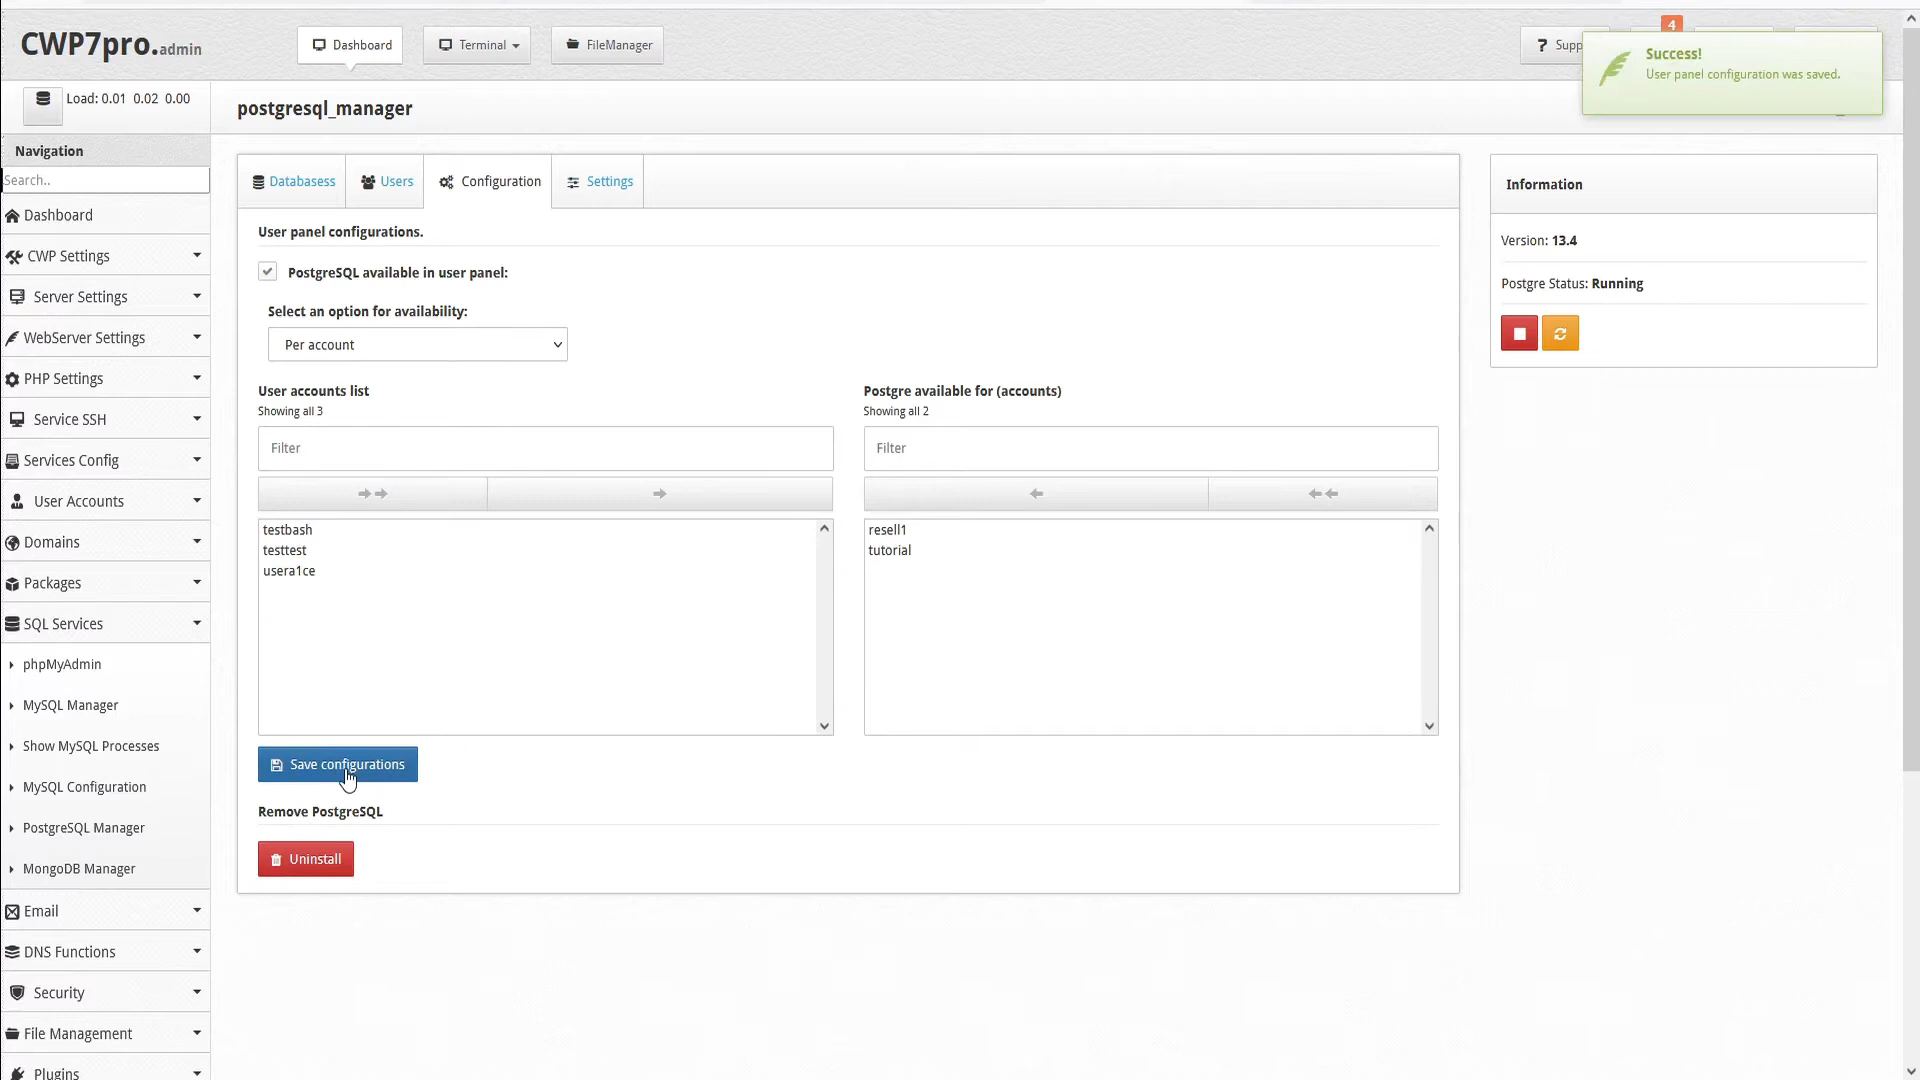 CWP7pro.admin
Dashboard
Terminal
FileManager
? Supp
4
Success!
User panel configuration was saved.
Load: 0.01 0.02 0.00
postgresql_manager
Navigation
Search..
Dashboard
CWP Settings
Server Settings
WebServer Settings
PHP Settings
Service SSH
Services Config
User Accounts
Domains
Packages
SQL Services
phpMyAdmin
MySQL Manager
Show MySQL Processes
MySQL Configuration
PostgreSQL Manager
MongoDB Manager
Email
DNS Functions
Security
File Management
Plugins
Databasess
Users
Configuration
Settings
User panel configurations.
PostgreSQL available in user panel:
Select an option for availability:
Per account
User accounts list
Showing all 3
Filter
testbash
testtest
usera1ce
Postgre available for (accounts)
Showing all 2
Filter
resell1
tutorial
Save configurations
Remove PostgreSQL
Uninstall
Information
Version: 13.4
Postgre Status: Running